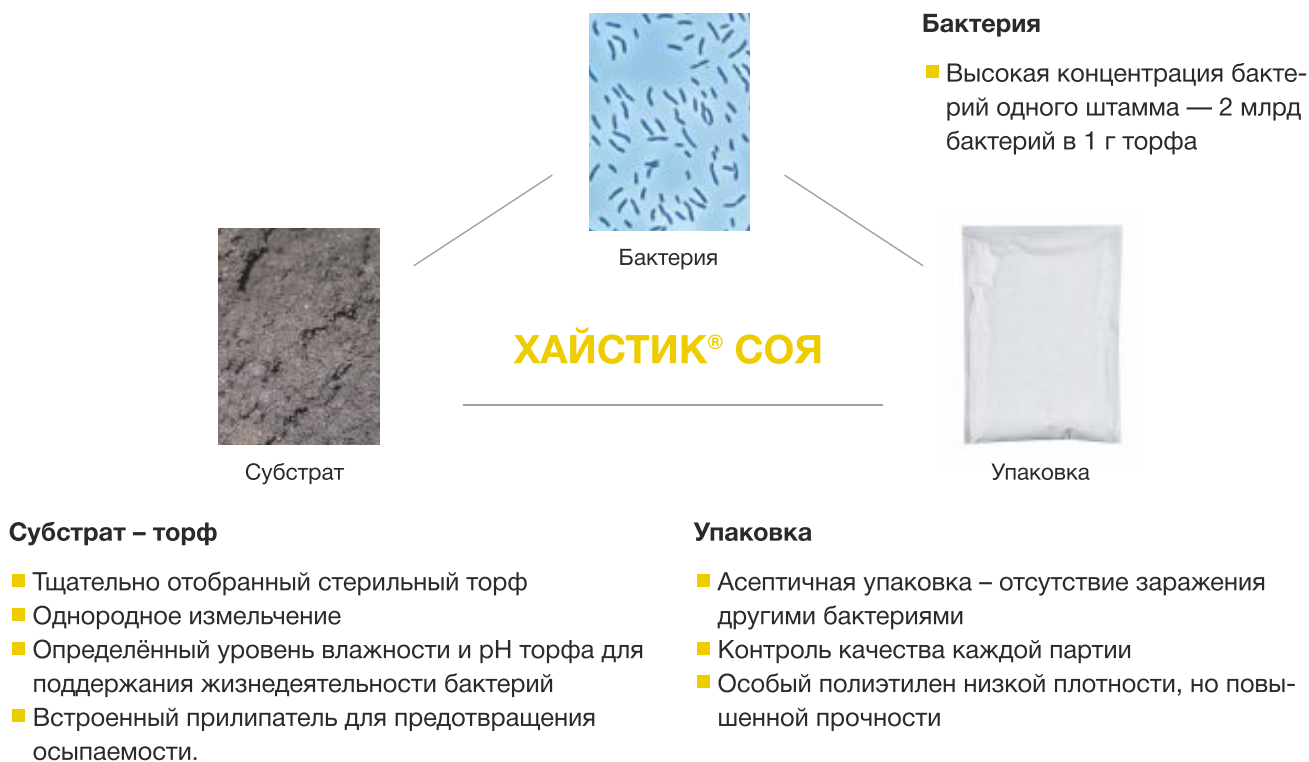 Бактерия
Высокая концентрация бакте-
рий одного штамма — 2 млрд
бактерий в 1 г торфа
Бактерия
ХАЙСТИК® СОЯ
Субстрат
Упаковка
Субстрат – торф
Тщательно отобранный стерильный торф
Однородное измельчение
Определённый уровень влажности и pH торфа для
поддержания жизнедеятельности бактерий
Встроенный прилипатель для предотвращения
осыпаемости.
Упаковка
Асептичная упаковка – отсутствие заражения
другими бактериями
Контроль качества каждой партии
Особый полиэтилен низкой плотности, но повы-
шенной прочности